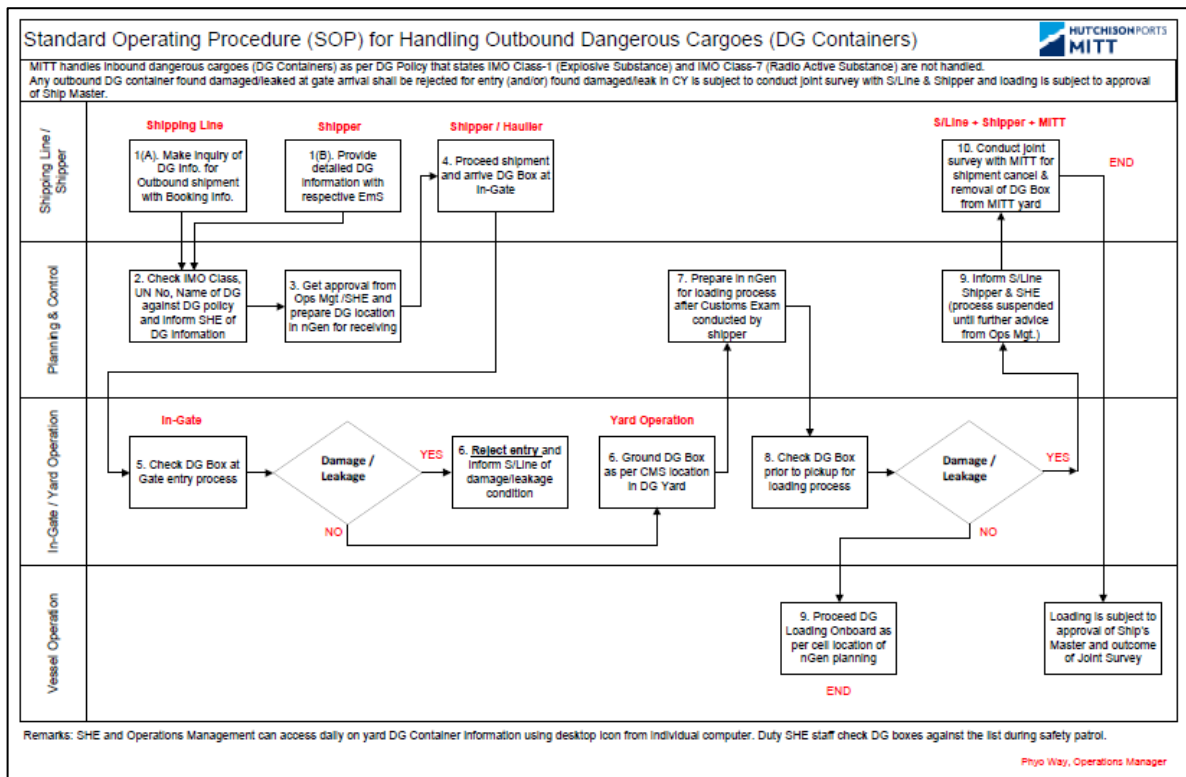 Standard Operating Procedure (SOP) for Handling Outbound Dangerous Cargoes (DG Containers)
HUTCHISON PORTS
MITT
MITT handles inbound dangerous cargoes (DG Containers) as per DG Policy that states IMO Class-1 (Explosive Substance) and IMO Class-7 (Radio Active Substance) are not handled.
Any outbound DG container found damaged/leaked at gate arrival shall be rejected for entry (and/or) found damaged/leak in CY is subject to conduct joint survey with S/Line & Shipper and loading is subject to approval
of Ship Master.
Shipping Line /
Shipper
Shipping Line
1(A). Make Inquiry of
DG Info. for
Outbound shipment
with Booking Info.
Shipper
1(B). Provide
detailed DG
Information with
respective EmS
Shipper / Haulier
4. Proceed shipment
and arrive DG Box at
In-Gate
S/Line + Shipper + MITT
10. Conduct joint
survey with MITT for
shipment cancel &
removal of DG Box
from MITT yard
END
Planning & Control
2. Check IMO Class,
UN No, Name of DG
against DG policy
and Inform SHE of
DG Infomation
3. Get approval from
Ops Mgt /SHE and
prepare DG location
in nGen for receiving
7. Prepare in nGen
for loading process
after Customs Exam
conducted by
shipper
9. Inform S/Line
Shipper & SHE
(process suspended
until further advice
from Ops Mgt.)
In-Gate / Yard Operation
In-Gate
5. Check DG Box at
Gate entry process
Damage /
Leakage
YES
NO
6. Reject entry and
Inform S/Line of
damage/leakage
condition
Yard Operation
6. Ground DG Box
as per CMS location
in DG Yard
8. Check DG Box
prior to pickup for
loading process
Damage /
Leakage
YES
NO
Vessel Operation
9. Proceed DG
Loading Onboard as
per cell location of
nGen planning
END
Loading is subject to
approval of Ship's
Master and outcome
of Joint Survey
Remarks: SHE and Operations Management can access daily on yard DG Container Information using desktop icon from individual computer. Duty SHE staff check DG boxes against the list during safety patrol.
Phyo Way, Operations Manager